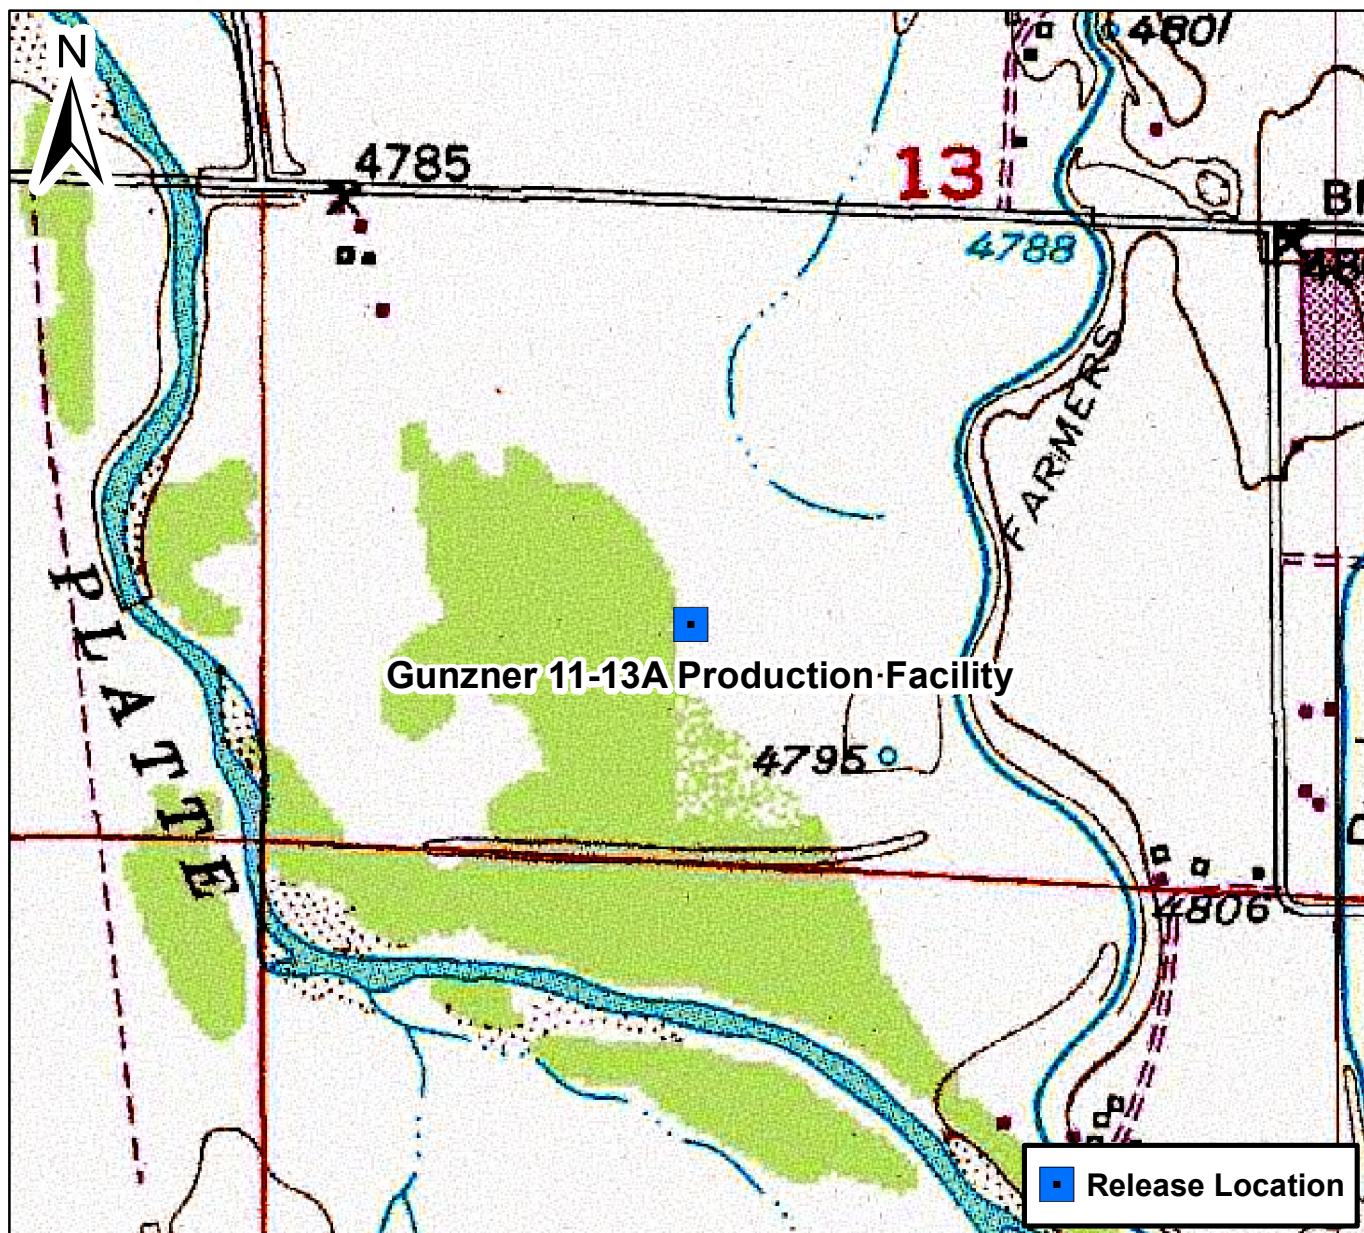 N
4801
4785
13
4788
FARMERS
PLATTE
Gunzner 11-13A Production Facility
4795
4806
Release Location